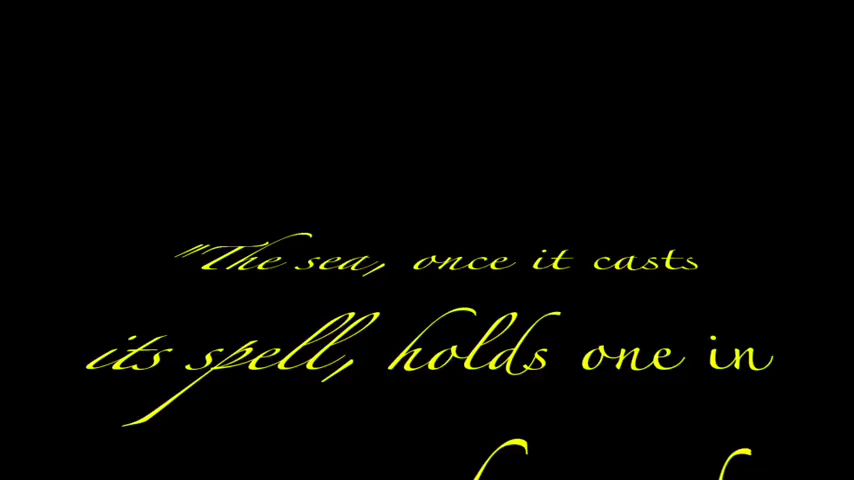 "The sea, once it casts
its spell, holds one in